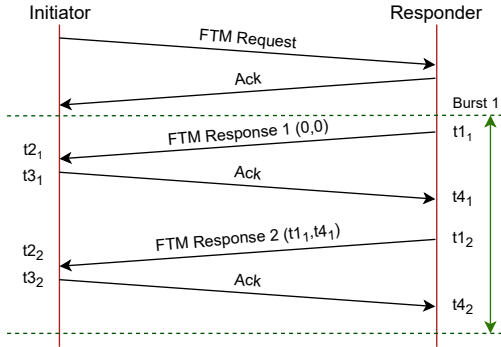 Initiator Responder
FTM Request
Ack
Burst 1
FTM Response 1 (0,0)
t1₁
t2₁
t3₁
Ack
t4₁
FTM Response 2 (t1₁,t4₁)
t1₂
t2₂
t3₂
Ack
t4₂